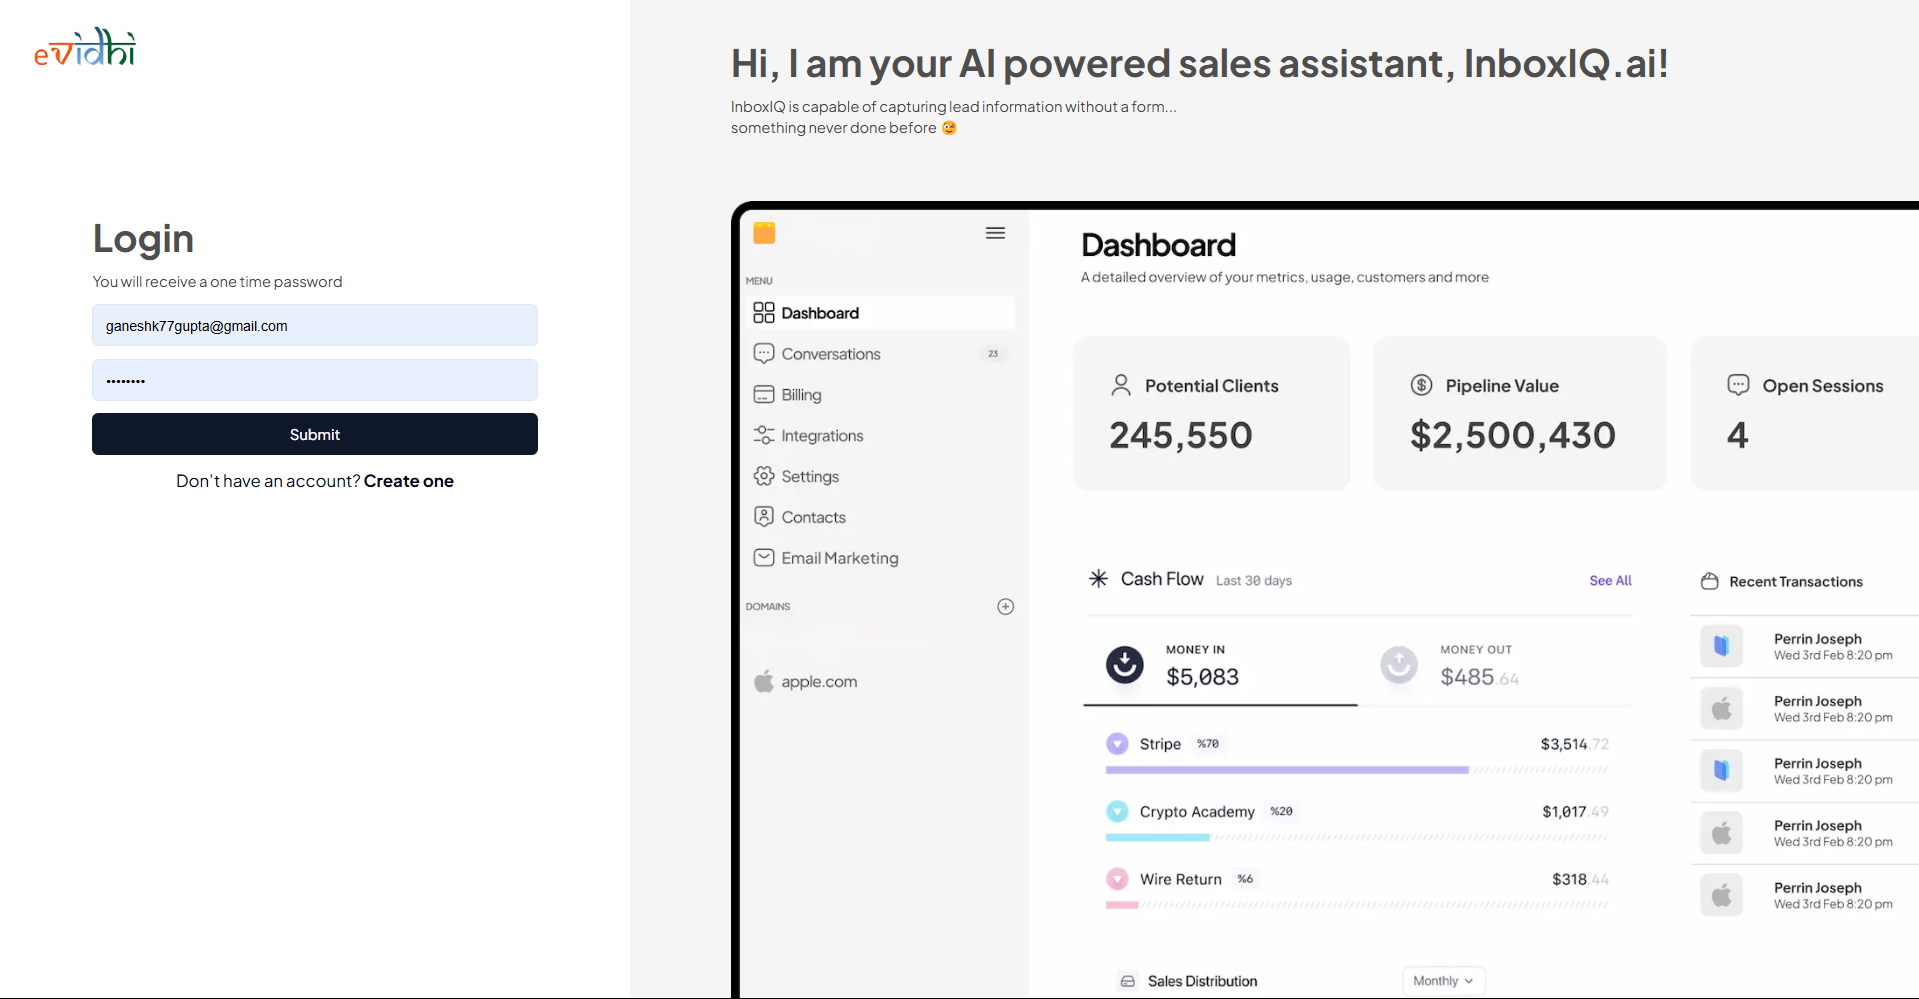 evidhi
Login
You will receive a one time password
ganeshk77gupta@gmail.com
••••••••
Submit
Don't have an account? Create one
Hi, I am your AI powered sales assistant, InboxIQ.ai!
InboxIQ is capable of capturing lead information without a form...
something never done before 😉
MENU
Dashboard
Conversations 23
Billing
Integrations
Settings
Contacts
Email Marketing
DOMAINS
apple.com
Dashboard
A detailed overview of your metrics, usage, customers and more
Potential Clients
245,550
Pipeline Value
$2,500,430
Open Sessions
4
Cash Flow Last 30 days See All
MONEY IN
$5,083
MONEY OUT
$485.64
Stripe %70 $3,514.72
Crypto Academy %20 $1,017.49
Wire Return %6 $318.44
Recent Transactions
Perrin Joseph
Wed 3rd Feb 8:20 pm
Perrin Joseph
Wed 3rd Feb 8:20 pm
Perrin Joseph
Wed 3rd Feb 8:20 pm
Perrin Joseph
Wed 3rd Feb 8:20 pm
Perrin Joseph
Wed 3rd Feb 8:20 pm
Sales Distribution Monthly